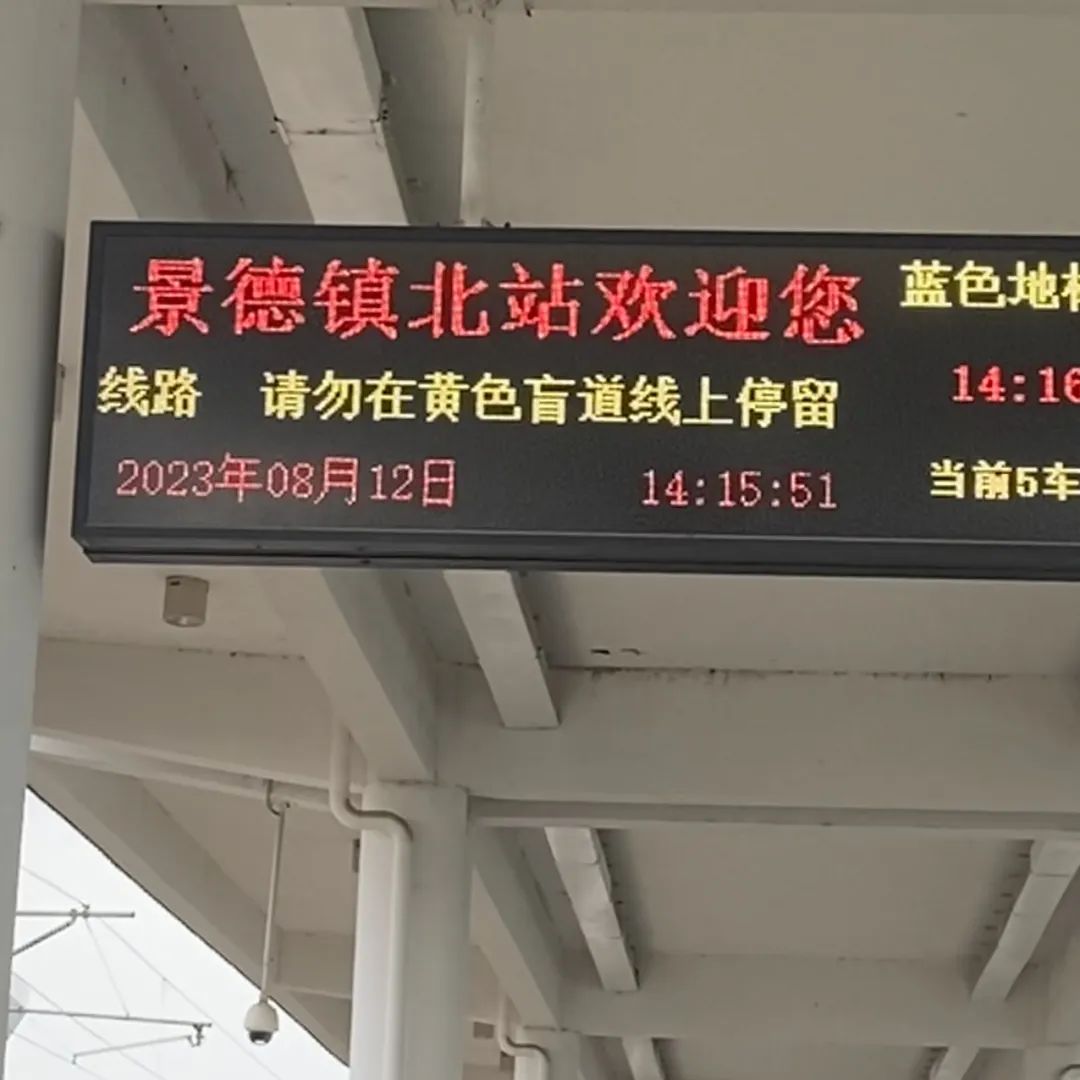 景德镇北站欢迎您
线路 请勿在黄色盲道线上停留
2023年08月12日 14:15:51
蓝色地
14:16
当前5车